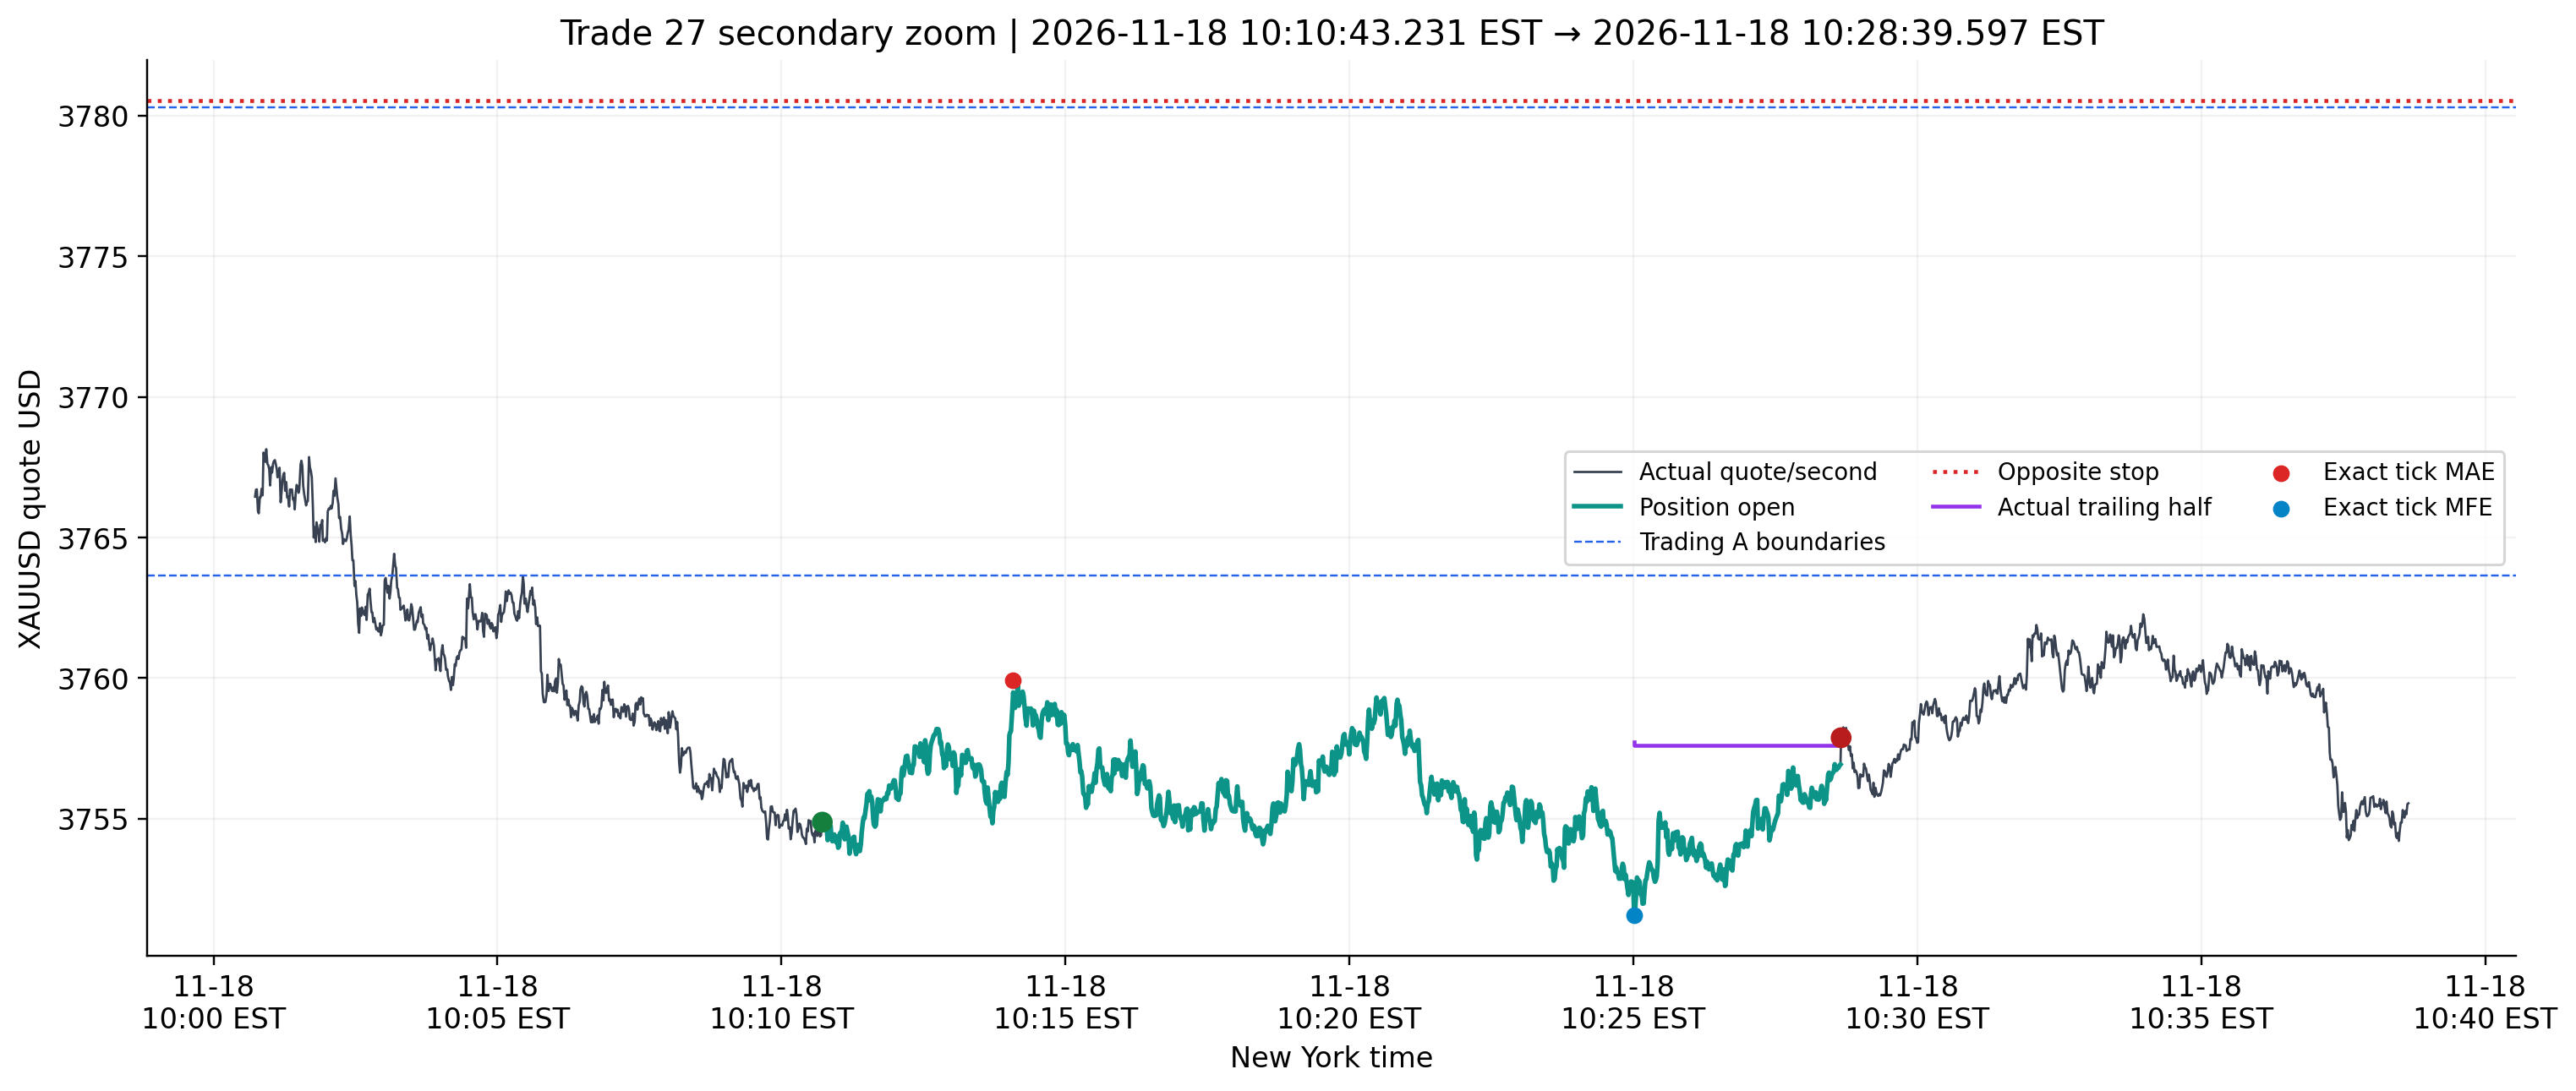 Trade 27 secondary zoom | 2026-11-18 10:10:43.231 EST → 2026-11-18 10:28:39.597 EST
XAUUSD quote USD
3780
3775
3770
3765
3760
3755
Actual quote/second
Position open
Trading A boundaries
Opposite stop
Actual trailing half
Exact tick MAE
Exact tick MFE
11-18
10:00 EST
11-18
10:05 EST
11-18
10:10 EST
11-18
10:15 EST
11-18
10:20 EST
11-18
10:25 EST
11-18
10:30 EST
11-18
10:35 EST
11-18
10:40 EST
New York time